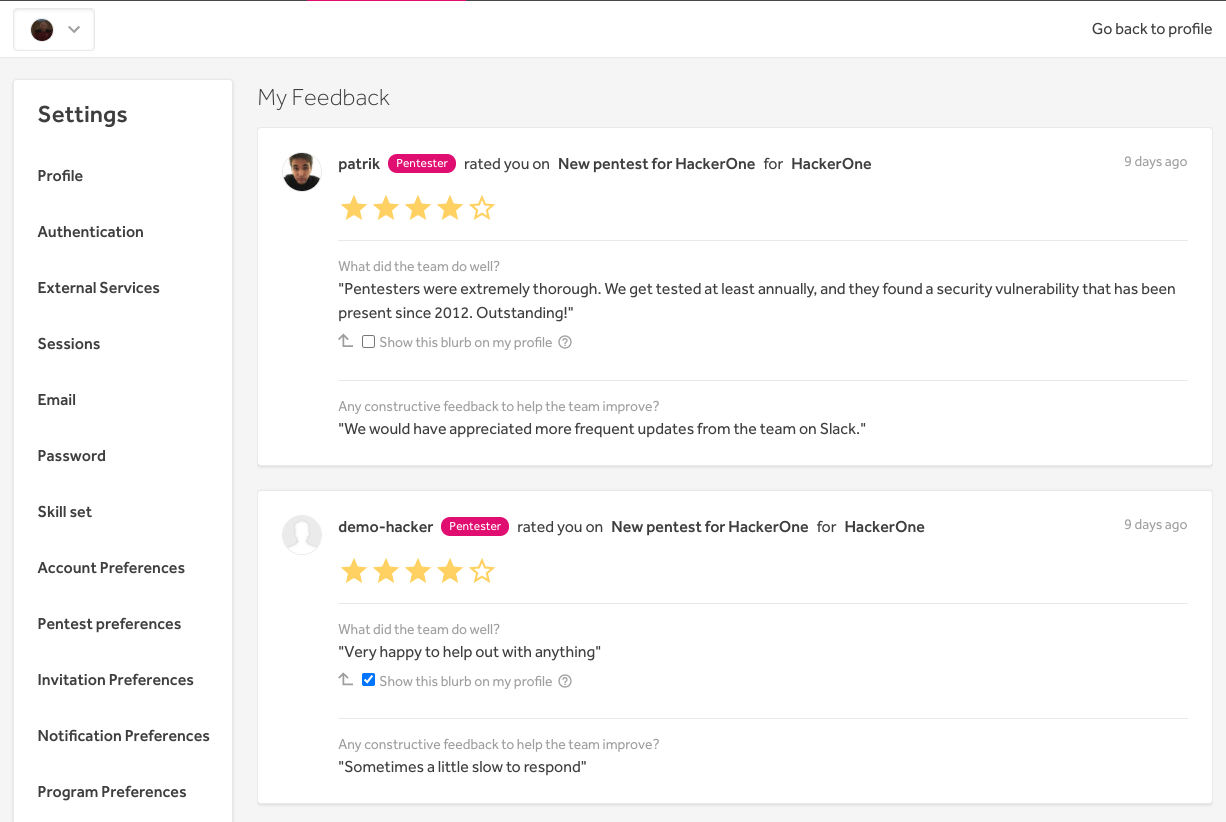 Go back to profile
Settings
Profile
Authentication
External Services
Sessions
Email
Password
Skill set
Account Preferences
Pentest preferences
Invitation Preferences
Notification Preferences
Program Preferences
My Feedback
patrik Pentester rated you on New pentest for HackerOne for HackerOne 9 days ago
What did the team do well?
"Pentesters were extremely thorough. We get tested at least annually, and they found a security vulnerability that has been
present since 2012. Outstanding!"
Show this blurb on my profile ?
Any constructive feedback to help the team improve?
"We would have appreciated more frequent updates from the team on Slack."
demo-hacker Pentester rated you on New pentest for HackerOne for HackerOne 9 days ago
What did the team do well?
"Very happy to help out with anything"
Show this blurb on my profile ?
Any constructive feedback to help the team improve?
"Sometimes a little slow to respond"